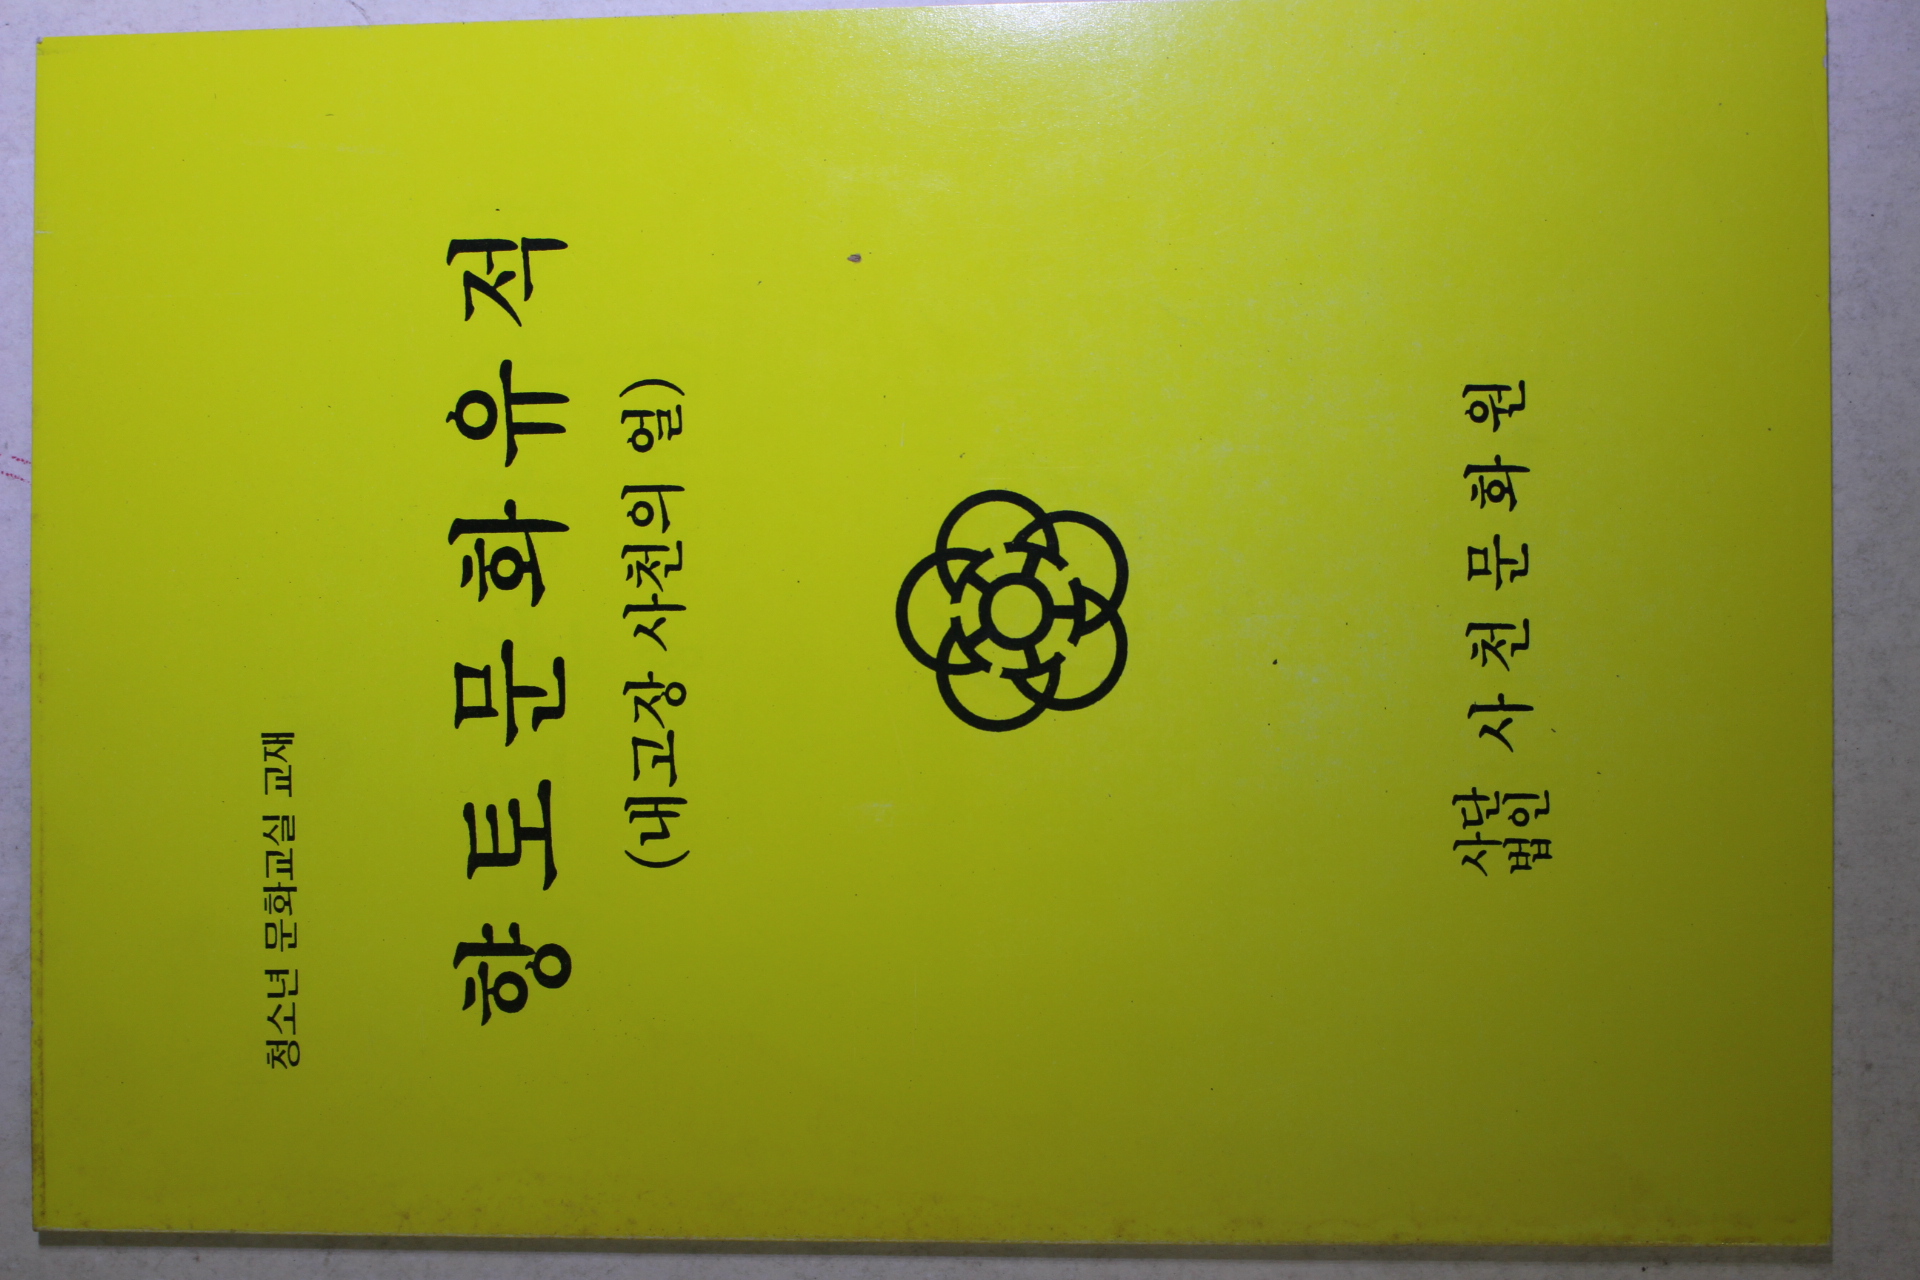 청소년 문화교실 교재
향토문화유적
(내고장 사천의 얼)
사단법인 사천문화원